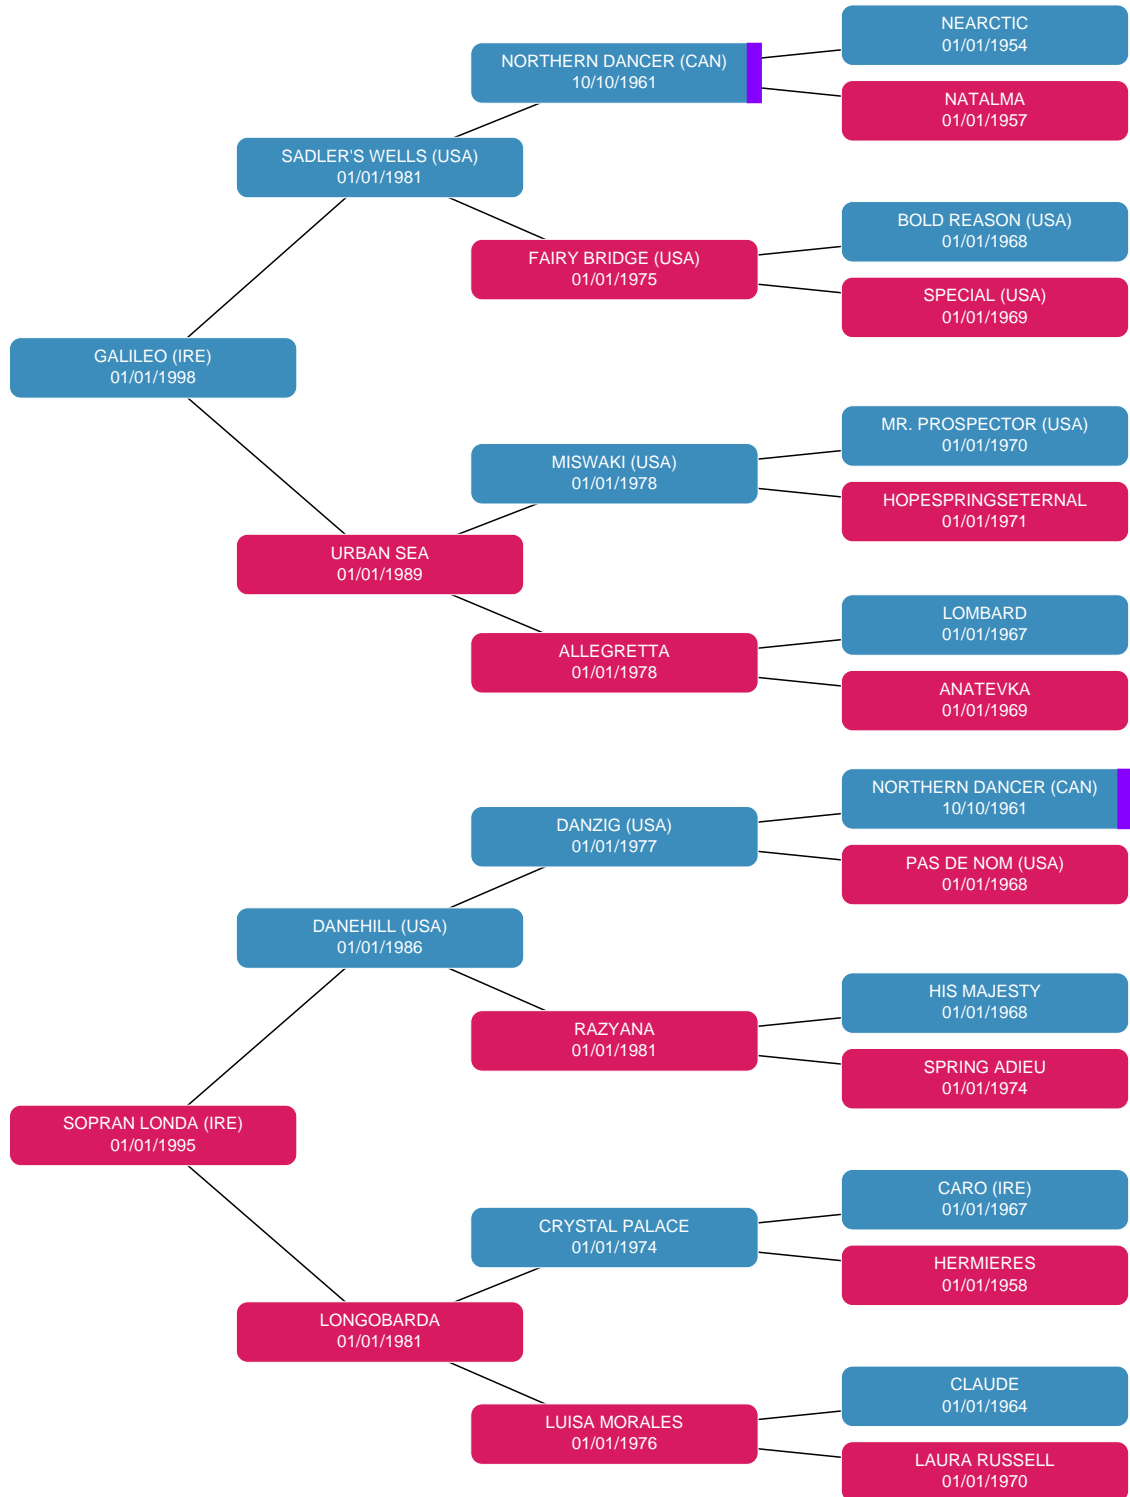 NEARCTIC
01/01/1954
NORTHERN DANCER (CAN)
10/10/1961
NATALMA
01/01/1957
SADLER'S WELLS (USA)
01/01/1981
BOLD REASON (USA)
01/01/1968
FAIRY BRIDGE (USA)
01/01/1975
SPECIAL (USA)
01/01/1969
GALILEO (IRE)
01/01/1998
MR. PROSPECTOR (USA)
01/01/1970
MISWAKI (USA)
01/01/1978
HOPESPRINGSETERNAL
01/01/1971
URBAN SEA
01/01/1989
LOMBARD
01/01/1967
ALLEGRETTA
01/01/1978
ANATEVKA
01/01/1969
NORTHERN DANCER (CAN)
10/10/1961
DANZIG (USA)
01/01/1977
PAS DE NOM (USA)
01/01/1968
DANEHILL (USA)
01/01/1986
HIS MAJESTY
01/01/1968
RAZYANA
01/01/1981
SPRING ADIEU
01/01/1974
SOPRAN LONDA (IRE)
01/01/1995
CARO (IRE)
01/01/1967
CRYSTAL PALACE
01/01/1974
HERMIERES
01/01/1958
LONGOBARDA
01/01/1981
CLAUDE
01/01/1964
LUISA MORALES
01/01/1976
LAURA RUSSELL
01/01/1970